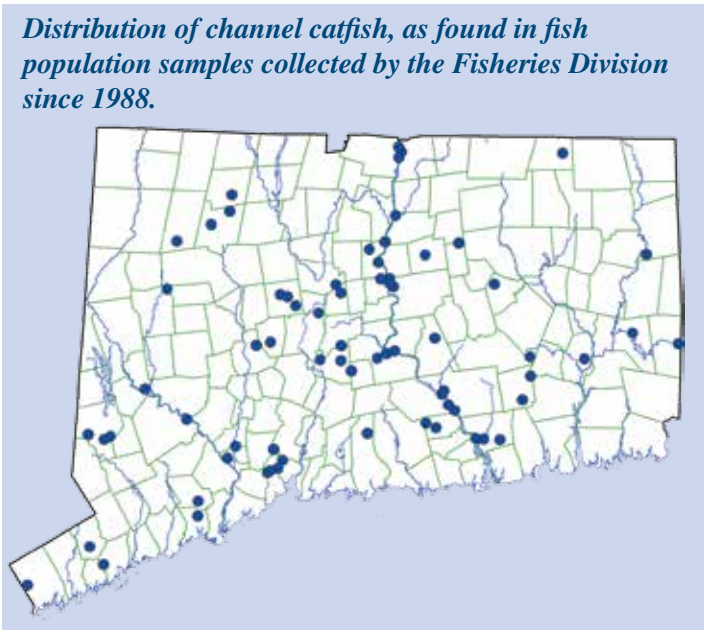 Distribution of channel catfish, as found in fish
population samples collected by the Fisheries Division
since 1988.